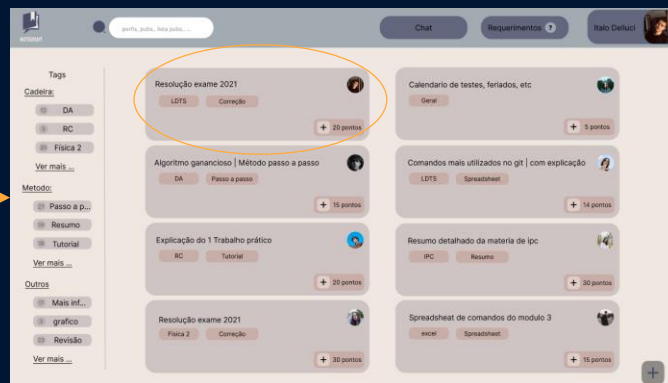 perfis, pubs, lista pubs, ...
Chat
Requerimentos ?
Italo Delluci
Tags
Cadeira:
DA
RC
Física 2
Ver mais ...
Metodo:
Passo a p...
Resumo
Tutorial
Ver mais ...
Outros
Mais inf...
grafico
Revisão
Ver mais ...
Resolução exame 2021
LDTS
Correção
+ 20 pontos
Calendario de testes, feriados, etc
Geral
+ 5 pontos
Algoritmo ganancioso | Método passo a passo
DA
Passo a passo
+ 15 pontos
Comandos mais utilizados no git | com explicação
LDTS
Spreadsheet
+ 14 pontos
Explicação do 1 Trabalho prático
RC
Tutorial
+ 20 pontos
Resumo detalhado da materia de ipc
IPC
Resumo
+ 30 pontos
Resolução exame 2021
Fisica 2
Correção
+ 30 pontos
Spreadsheat de comandos do modulo 3
excel
Spreadsheet
+ 15 pontos
+